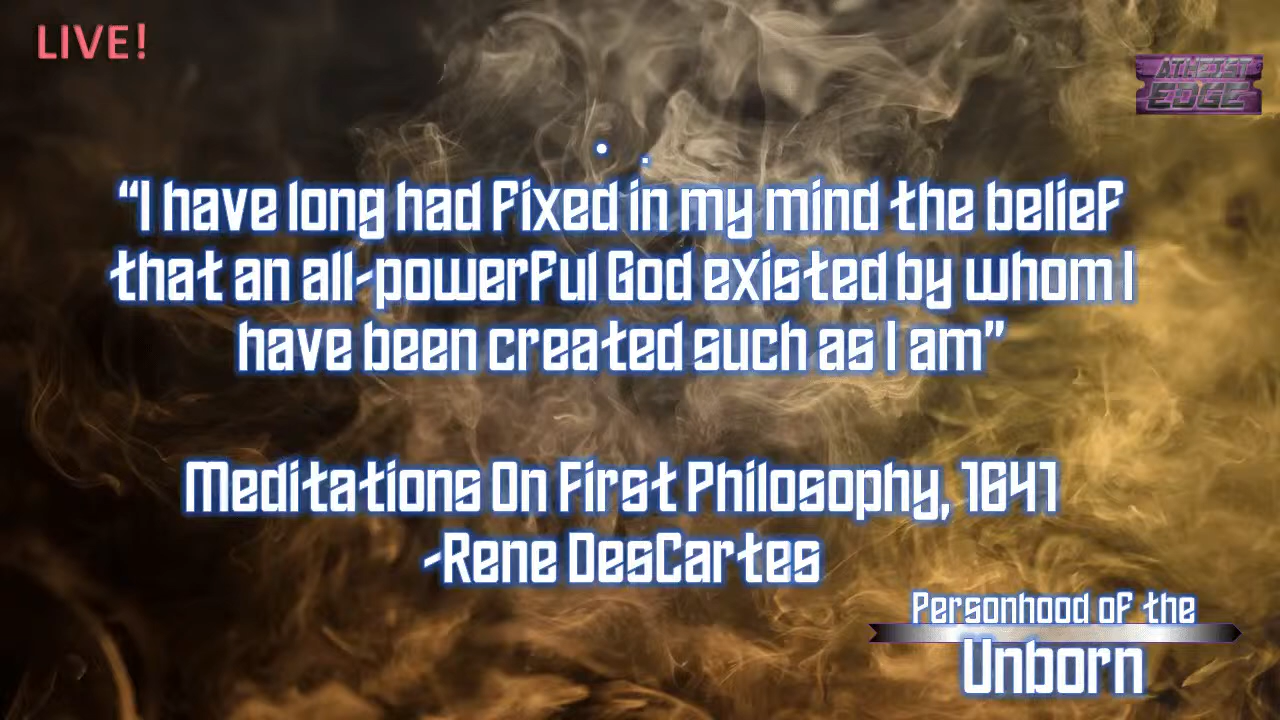 LIVE!
ATHEIST
EDGE
“I have long had fixed in my mind the belief
that an all-powerful God existed by whom I
have been created such as I am”
Meditations On First Philosophy, 1641
-Rene DesCartes
Personhood of the
Unborn